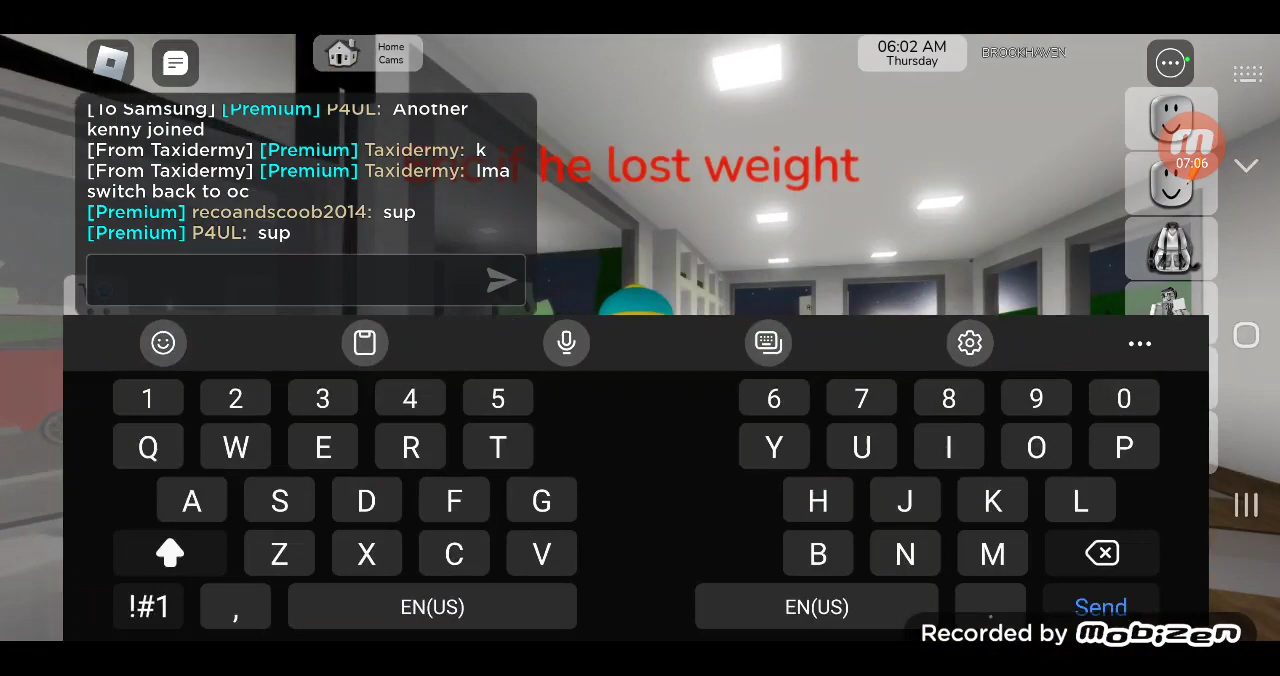 Home
Cams
06:02 AM
Thursday
BROOKHAVEN
[To Samsung] [Premium] P4UL: Another
kenny joined
[From Taxidermy] [Premium] Taxidermy: k
[From Taxidermy] [Premium] Taxidermy: Ima
switch back to oc
[Premium] recoandscoob2014: sup
[Premium] P4UL: sup
if he lost weight
07:06
1 2 3 4 5 6 7 8 9 0
Q W E R T Y U I O P
A S D F G H J K L
Z X C V B N M
!#1 , EN(US) EN(US) . Send
Recorded by mobizen